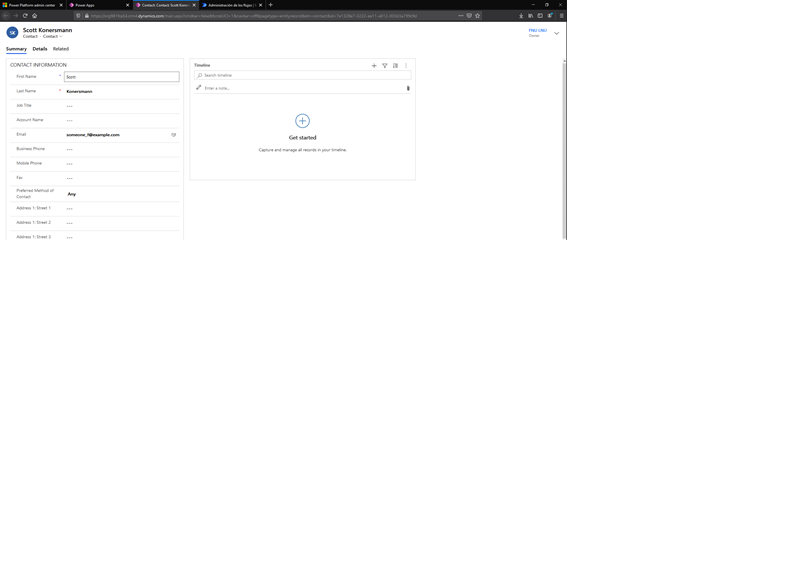 Power Platform admin center
Power Apps
Contact: Contact: Scott Koners
Administración de los flujos |
dynamics.com
SK
Scott Konersmann
Contact · Contact
FNU LNU
Owner
Summary
Details
Related
CONTACT INFORMATION
First Name * Scott
Last Name * Konersmann
Job Title ---
Account Name ---
Email someone_f@example.com
Business Phone ---
Mobile Phone ---
Fax ---
Preferred Method of
Contact Any
Address 1: Street 1 ---
Address 1: Street 2 ---
Address 1: Street 3 ---
Timeline
Search timeline
Enter a note...
Get started
Capture and manage all records in your timeline.